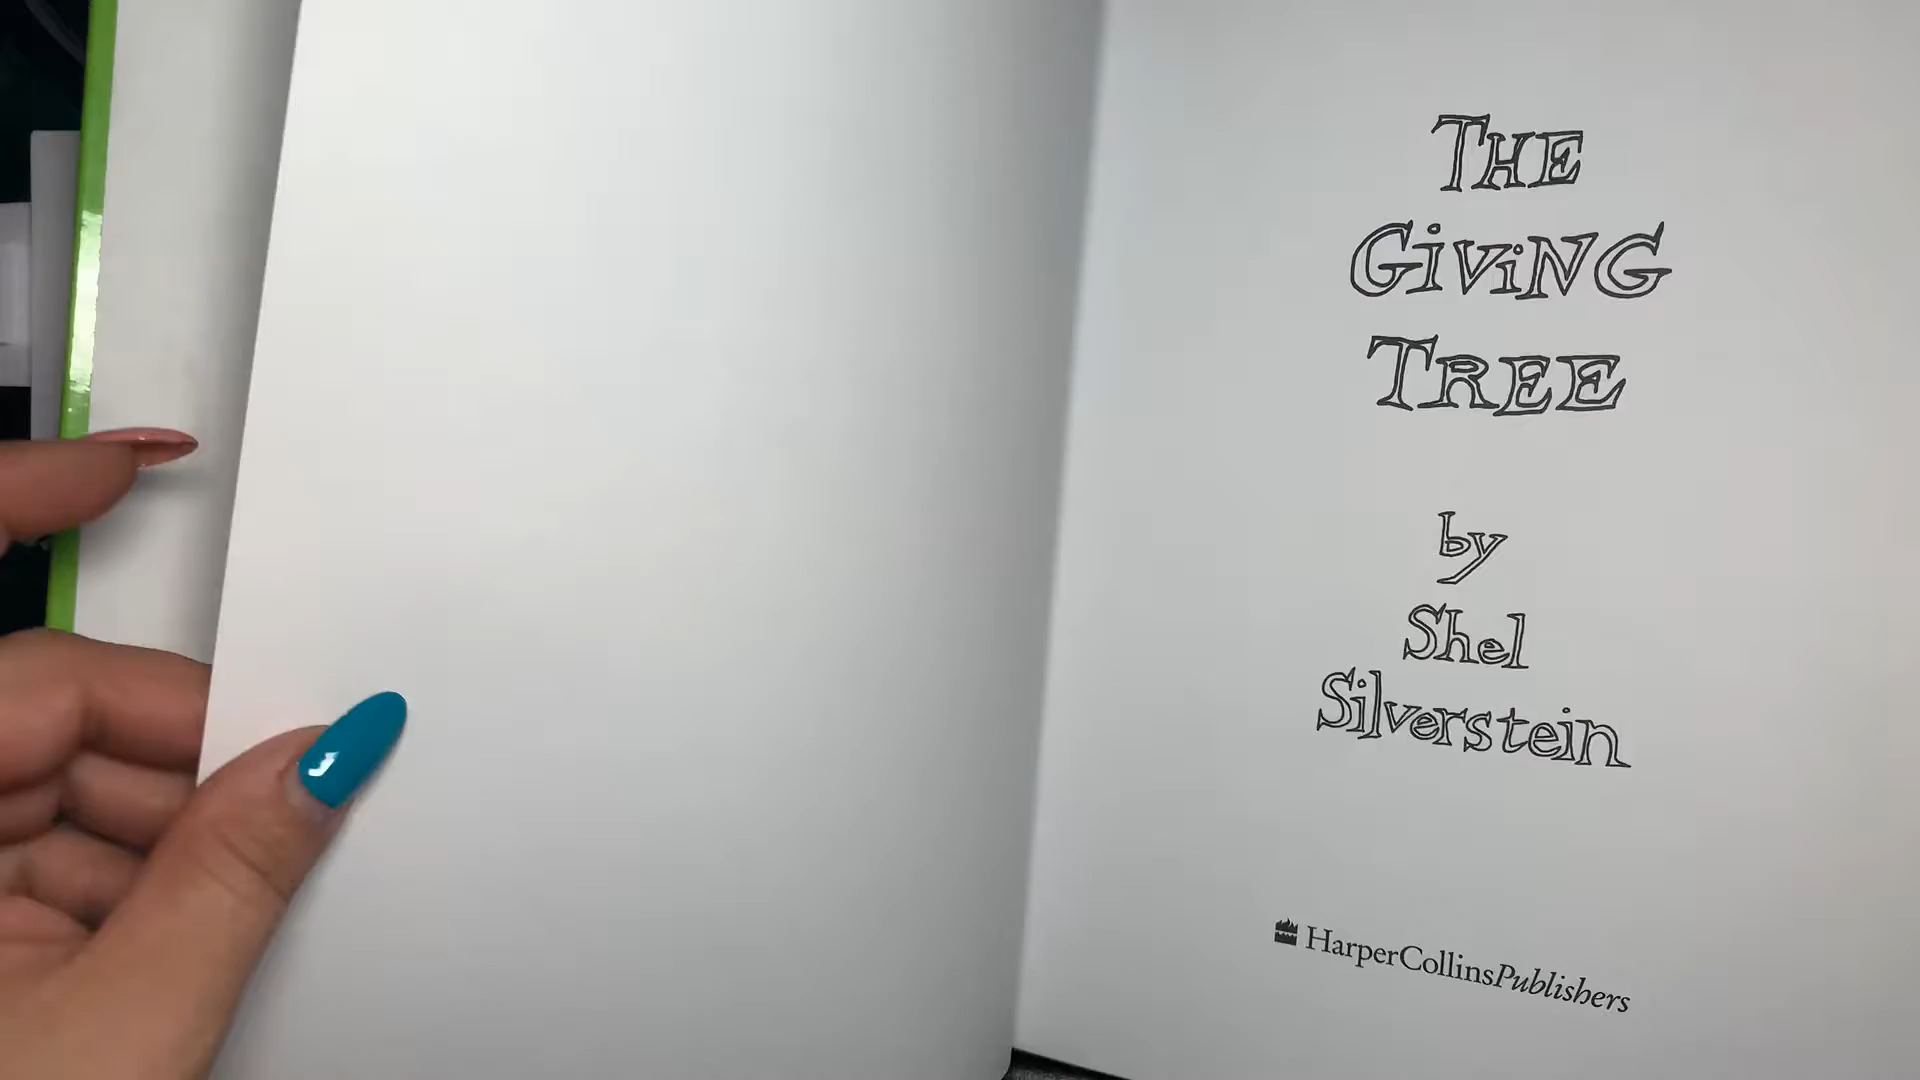 THE
GiViNG
TREE
by
Shel
Silverstein
HarperCollinsPublishers